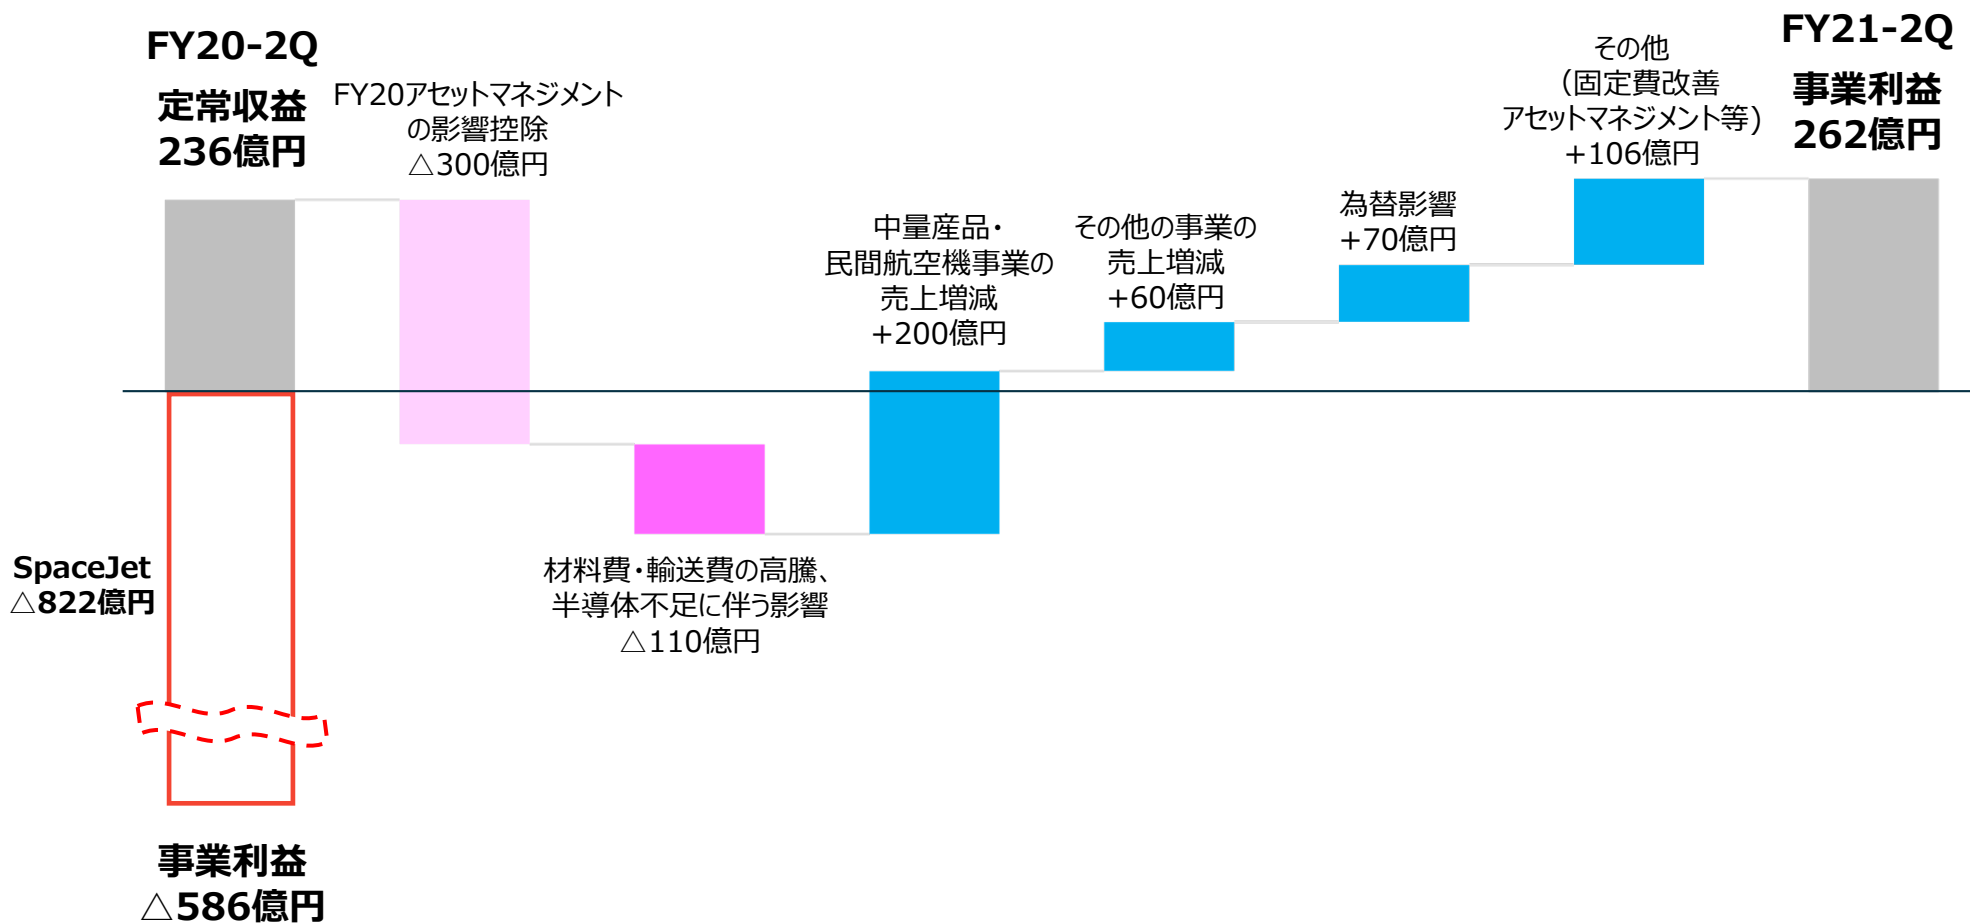 FY20-2Q
定常収益
236億円
FY20アセットマネジメント
の影響控除
△300億円
材料費・輸送費の高騰、
半導体不足に伴う影響
△110億円
中量産品・
民間航空機事業の
売上増減
+200億円
その他の事業の
売上増減
+60億円
為替影響
+70億円
その他
(固定費改善
アセットマネジメント等)
+106億円
FY21-2Q
事業利益
262億円
SpaceJet
△822億円
事業利益
△586億円